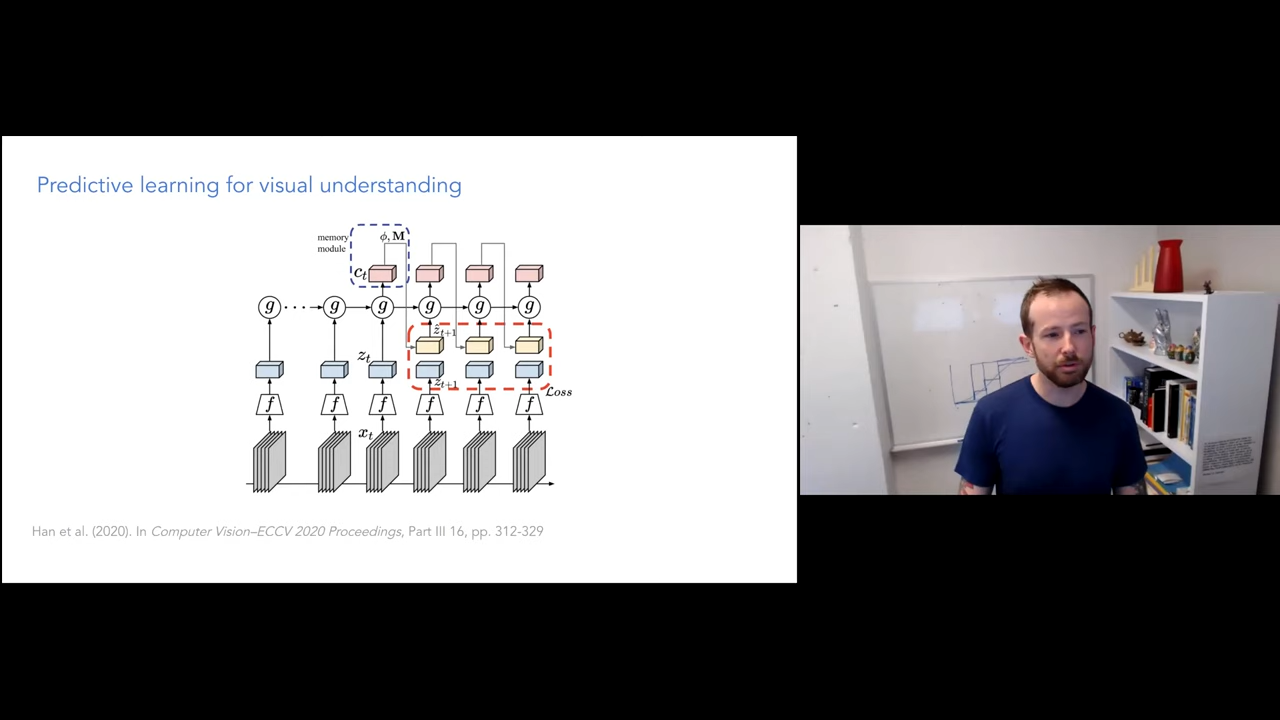 Predictive learning for visual understanding
memory
module
ϕ, M
c_t
g
g
g
g
g
g
ẑ_{t+1}
z_t
z_{t+1}
Loss
f
f
f
f
f
f
x_t
Han et al. (2020). In Computer Vision–ECCV 2020 Proceedings, Part III 16, pp. 312-329